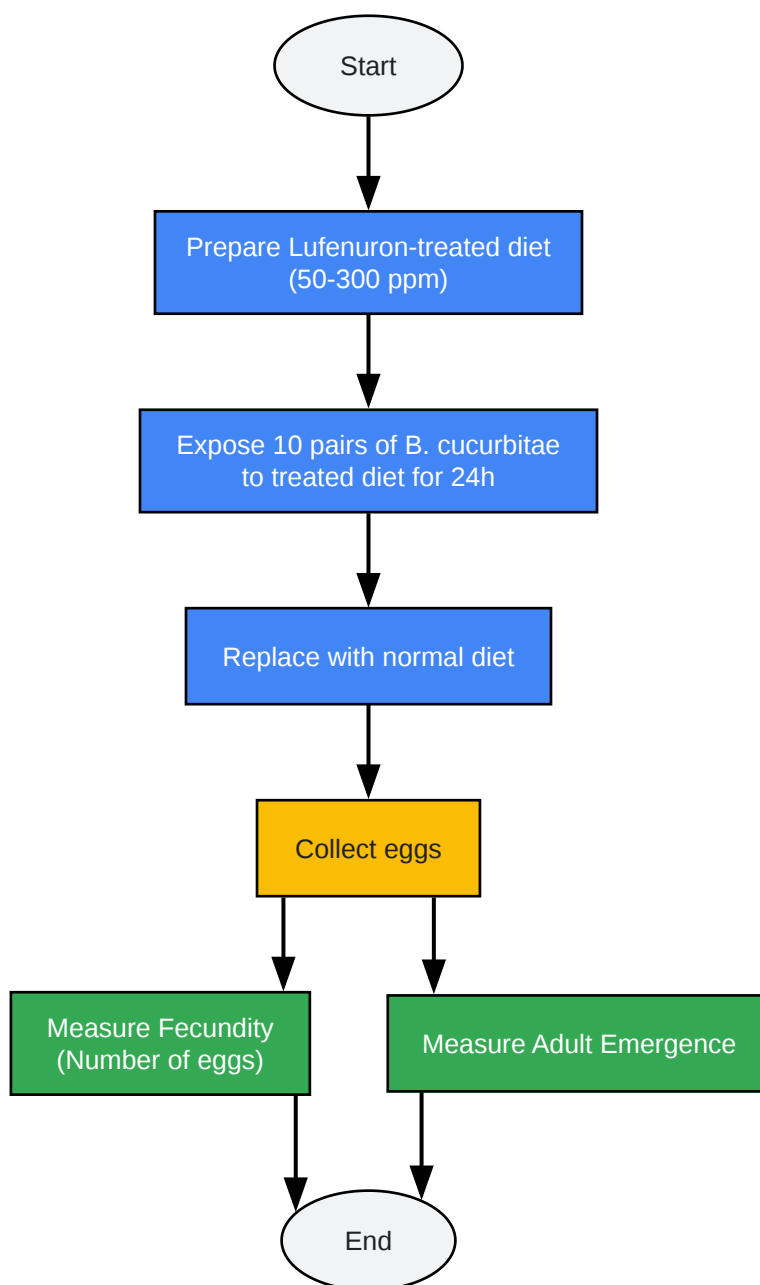 Start
Prepare Lufenuron-treated diet
(50-300 ppm)
Expose 10 pairs of B. cucurbitae
to treated diet for 24h
Replace with normal diet
Collect eggs
Measure Fecundity
(Number of eggs)
Measure Adult Emergence
End